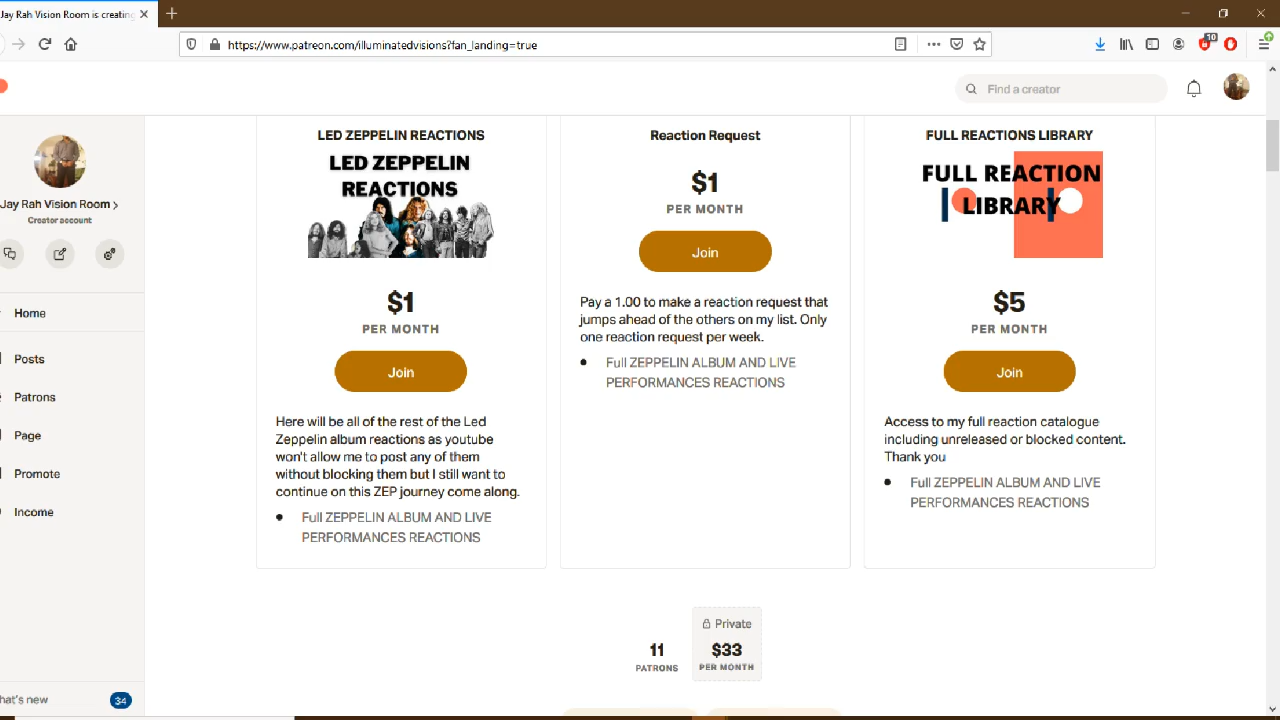 Jay Rah Vision Room is creating
https://www.patreon.com/illuminatedvisions?fan_landing=true
10
Find a creator
Jay Rah Vision Room
Creator account
Home
Posts
Patrons
Page
Promote
Income
hat's new
34
LED ZEPPELIN REACTIONS
LED ZEPPELIN
REACTIONS
$1
PER MONTH
Join
Here will be all of the rest of the Led
Zeppelin album reactions as youtube
won't allow me to post any of them
without blocking them but I still want to
continue on this ZEP journey come along.
Full ZEPPELIN ALBUM AND LIVE
PERFORMANCES REACTIONS
Reaction Request
$1
PER MONTH
Join
Pay a 1.00 to make a reaction request that
jumps ahead of the others on my list. Only
one reaction request per week.
Full ZEPPELIN ALBUM AND LIVE
PERFORMANCES REACTIONS
FULL REACTIONS LIBRARY
FULL REACTION
LIBRARY
$5
PER MONTH
Join
Access to my full reaction catalogue
including unreleased or blocked content.
Thank you
Full ZEPPELIN ALBUM AND LIVE
PERFORMANCES REACTIONS
11
PATRONS
Private
$33
PER MONTH